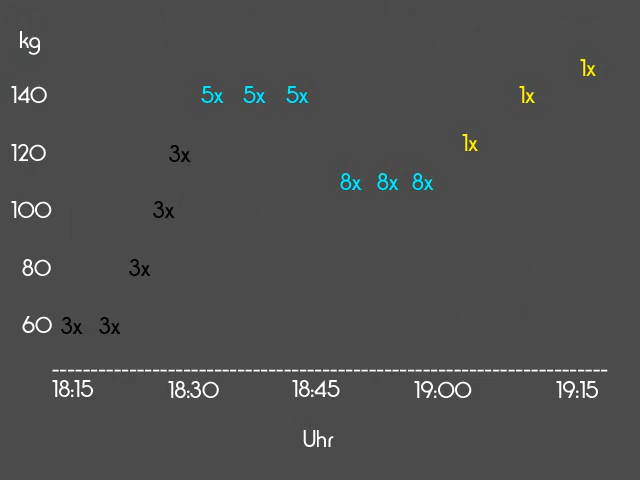 kg
1x
140 5x 5x 5x 1x
1x
120 3x
8x 8x 8x
100 3x
80 3x
60 3x 3x
18:15 18:30 18:45 19:00 19:15
Uhr